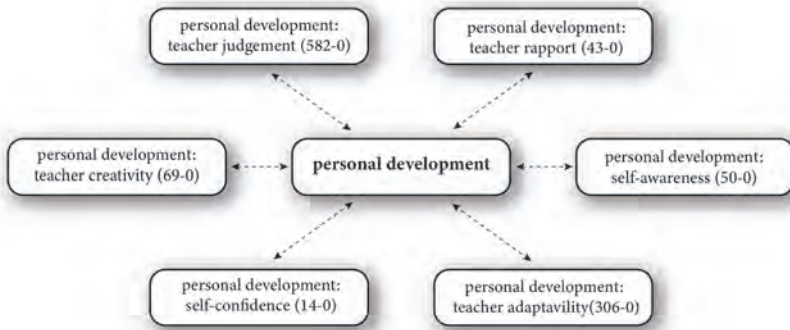 personal development:
teacher judgement (582-0)
personal development:
teacher rapport (43-0)
personal development:
teacher creativity (69-0)
personal development
personal development:
self-awareness (50-0)
personal development:
self-confidence (14-0)
personal development:
teacher adaptavility(306-0)